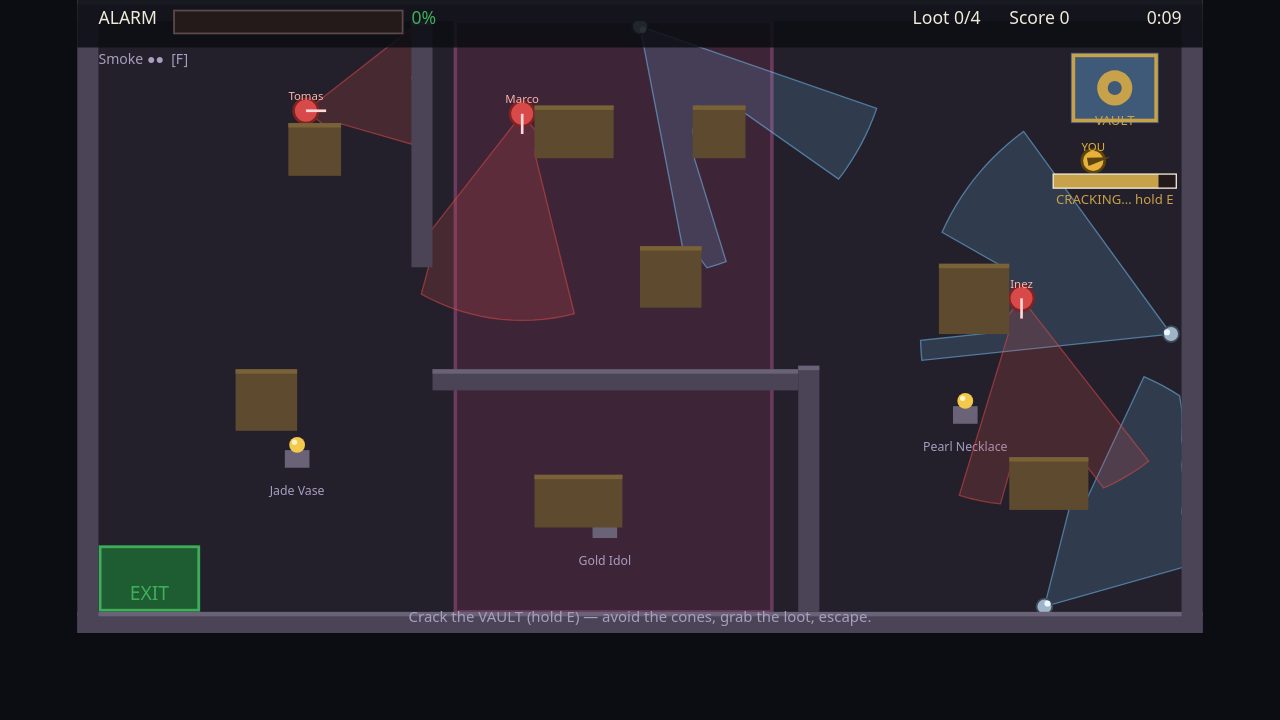 ALARM 0% Loot 0/4 Score 0 0:09
Smoke ●● [F]
Tomas
Marco
VAULT
YOU
CRACKING... hold E
Inez
Pearl Necklace
Jade Vase
Gold Idol
EXIT
Crack the VAULT (hold E) — avoid the cones, grab the loot, escape.